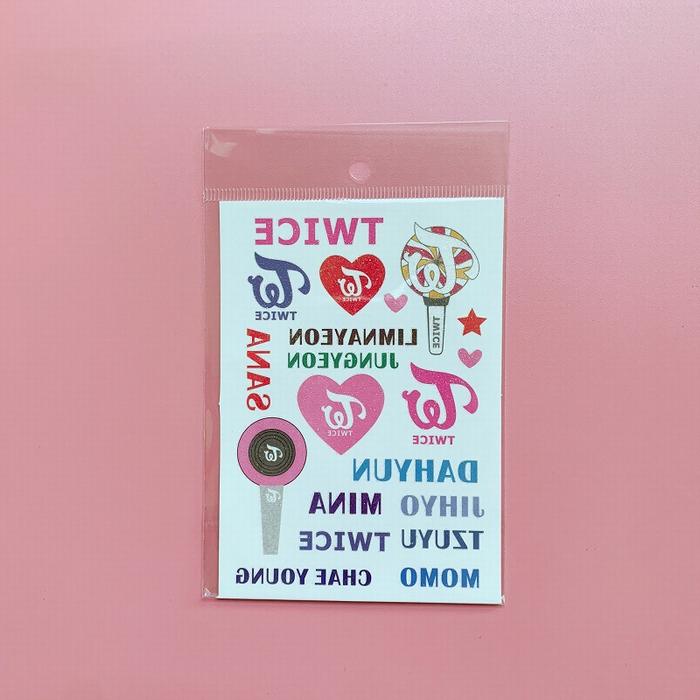 TWICE
TWICE
TWICE
TWICE
LIMNAYEON
JUNGYEON
SANA
TWICE
TWICE
DAHYUN
JIHYO MINA
TZUYU TWICE
MOMO CHAE YOUNG